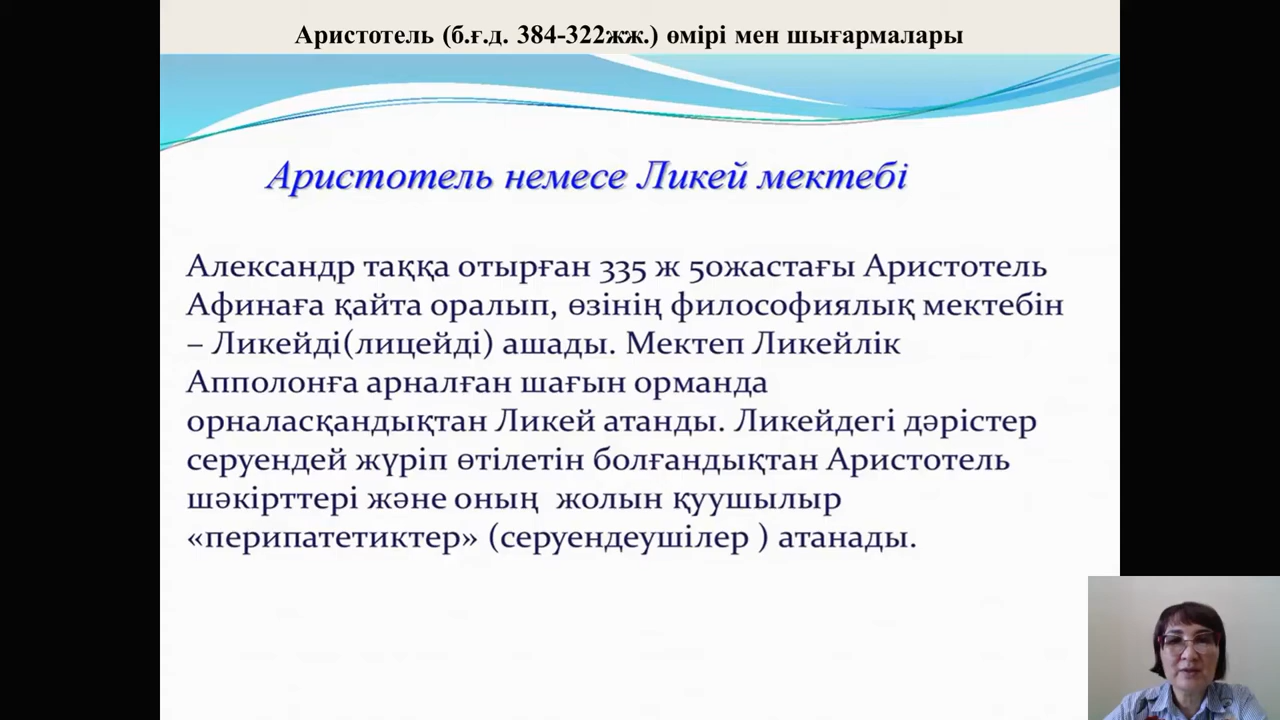 Аристотель (б.ғ.д. 384-322жж.) өмірі мен шығармалары
Аристотель немесе Ликей мектебі
Александр таққа отырған 335 ж 50жастағы Аристотель
Афинаға қайта оралып, өзінің философиялық мектебін
– Ликейді(лицейді) ашады. Мектеп Ликейлік
Апполонға арналған шағын орманда
орналасқандықтан Ликей атанды. Ликейдегі дәрістер
серуендей жүріп өтілетін болғандықтан Аристотель
шәкірттері және оның жолын қуушылыр
«перипатетиктер» (серуендеушілер ) атанады.